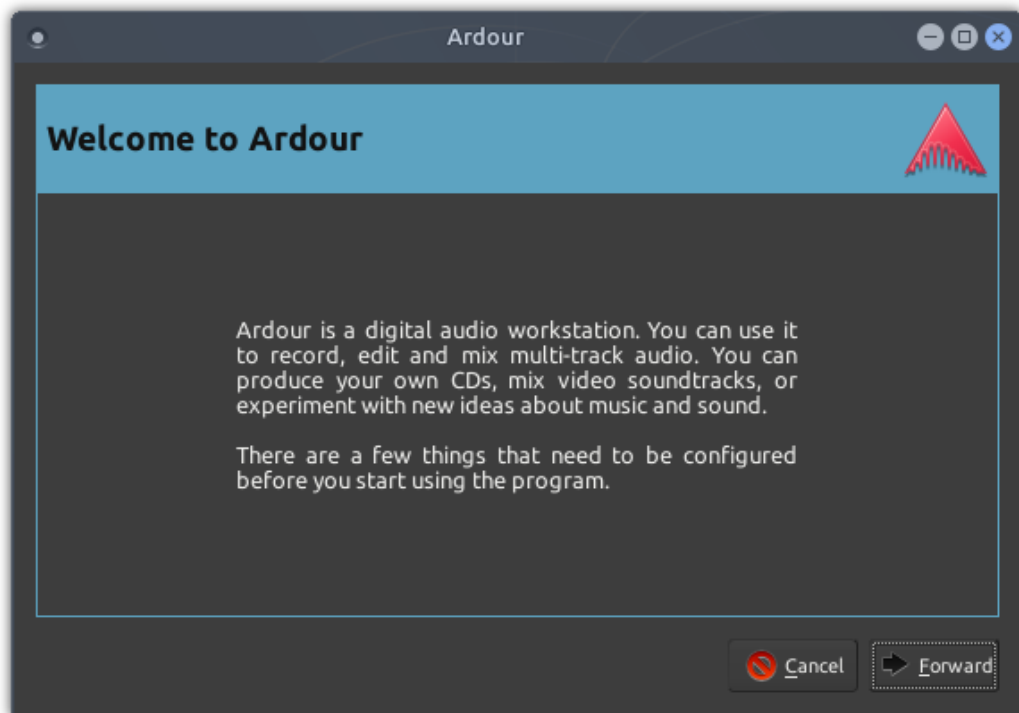 Ardour
Welcome to Ardour
Ardour is a digital audio workstation. You can use it
to record, edit and mix multi-track audio. You can
produce your own CDs, mix video soundtracks, or
experiment with new ideas about music and sound.
There are a few things that need to be configured
before you start using the program.
Cancel
Forward